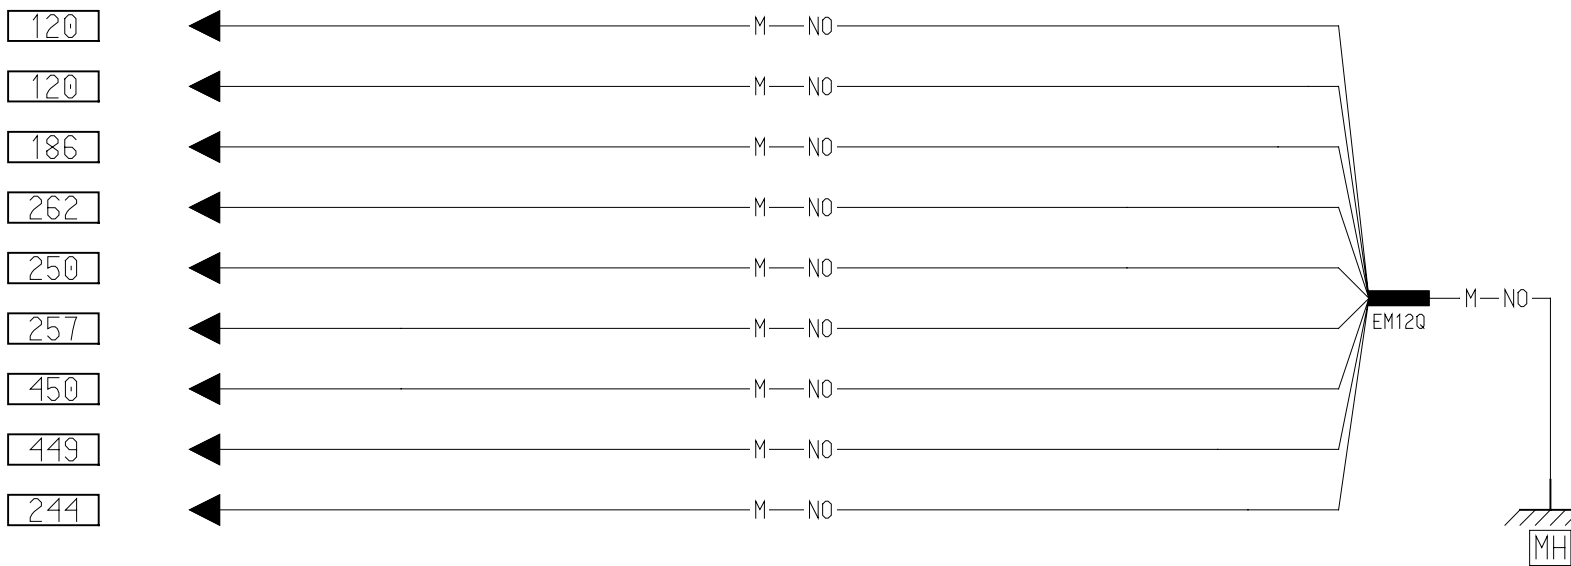 120 M NO
120 M NO
186 M NO
262 M NO
250 M NO
M NO
257 M NO
EM12Q
450 M NO
449 M NO
244 M NO
MH